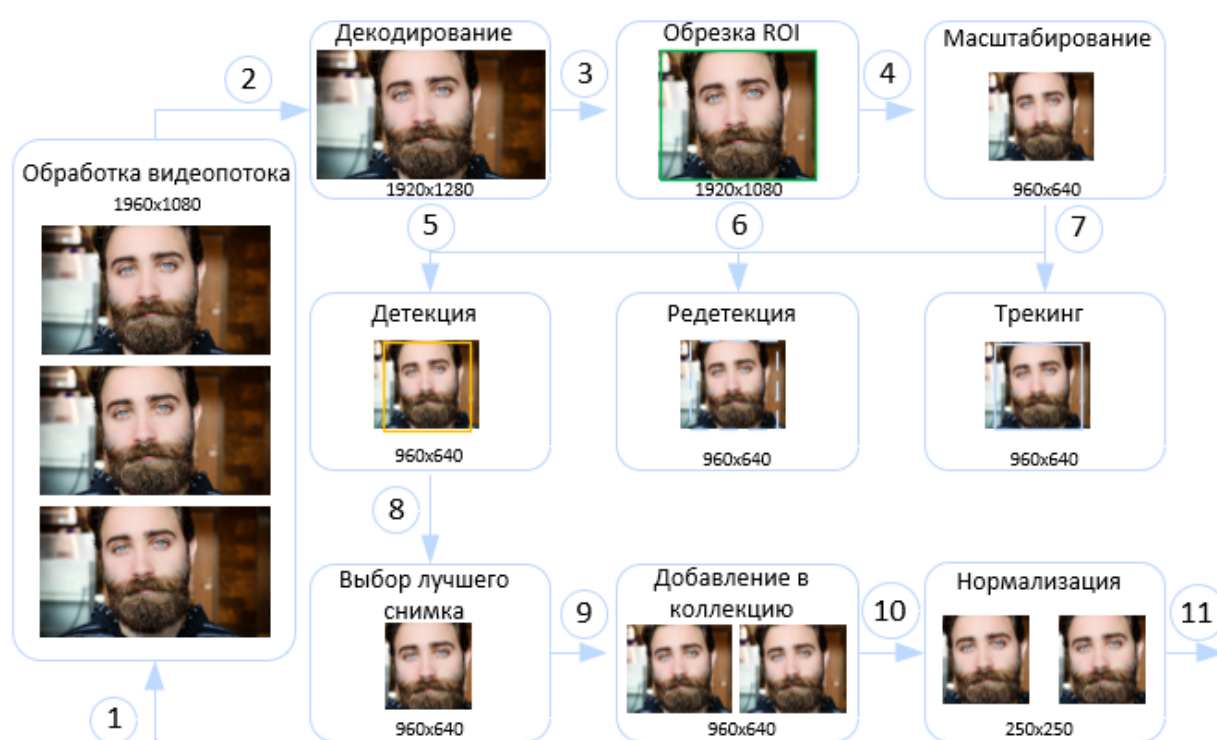 Декодирование
1920x1280
Обрезка ROI
1920x1080
Масштабирование
960x640
2
3
4
Обработка видеопотока
1960x1080
5
6
7
Детекция
960x640
Редетекция
960x640
Трекинг
960x640
8
Выбор лучшего
снимка
960x640
9
Добавление в
коллекцию
960x640
10
Нормализация
250x250
11
1